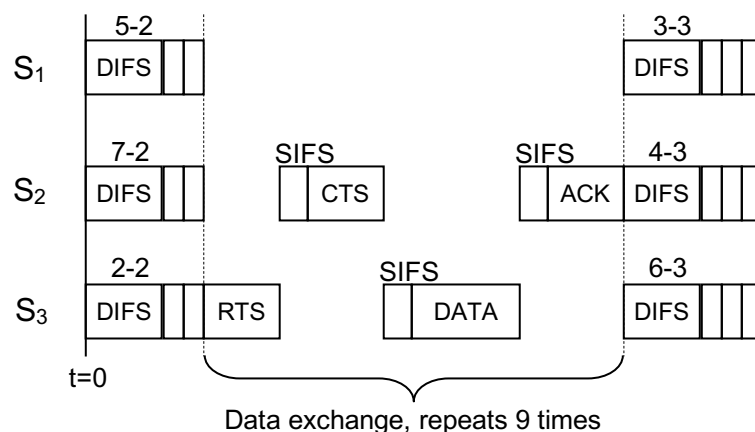 5-2 3-3
S₁ DIFS DIFS
7-2 SIFS SIFS 4-3
S₂ DIFS CTS ACK DIFS
2-2 SIFS 6-3
S₃ DIFS RTS DATA DIFS
t=0
Data exchange, repeats 9 times